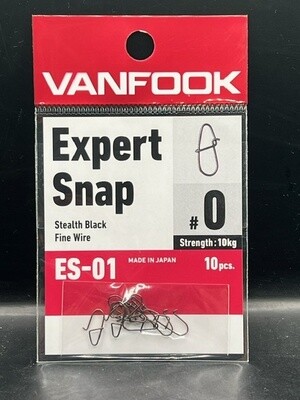 VANFOOK
Expert
Snap
Stealth Black
Fine Wire
#0
Strength:10kg
ES-01
MADE IN JAPAN
10pcs.